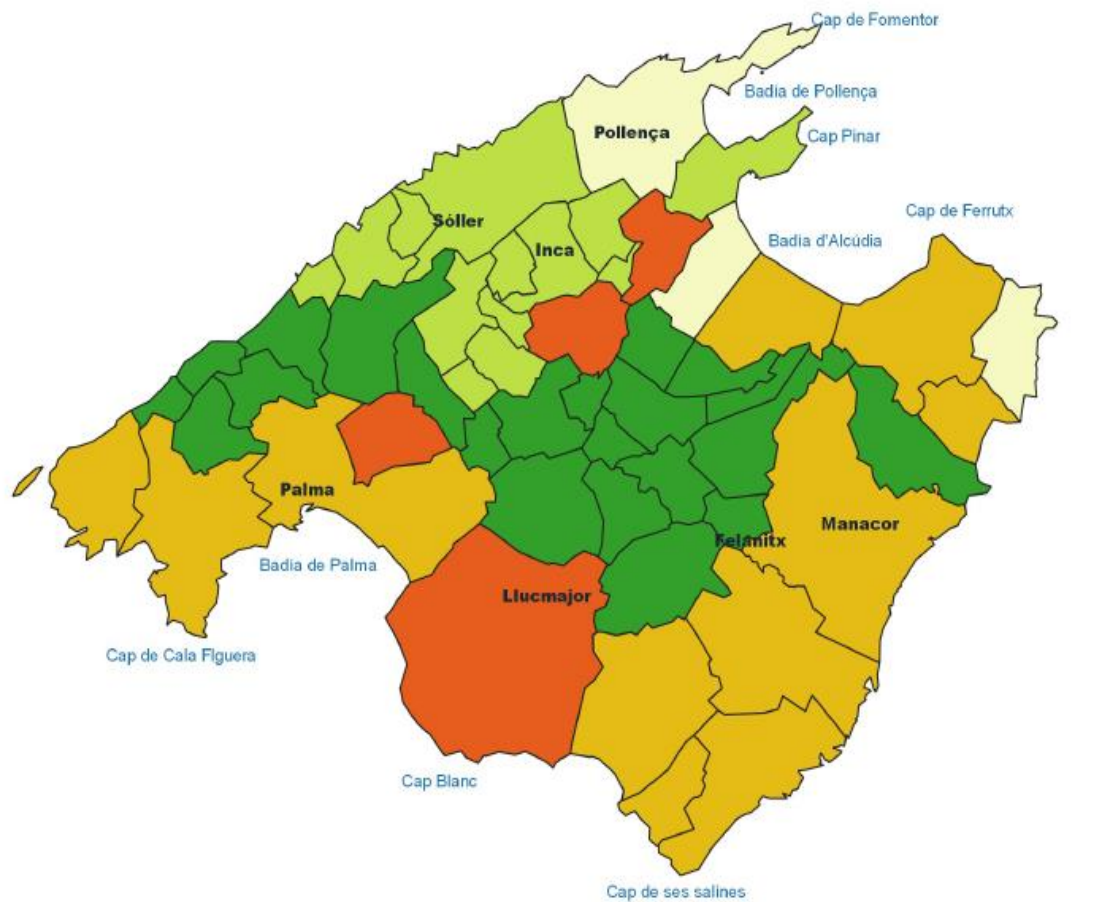 Cap de Fomentor
Badia de Pollença
Pollença
Cap Pinar
Cap de Ferrutx
Sóller
Badia d'Alcúdia
Inca
Palma
Manacor
Felanitx
Badia de Palma
Llucmajor
Cap de Cala FIguera
Cap Blanc
Cap de ses salines